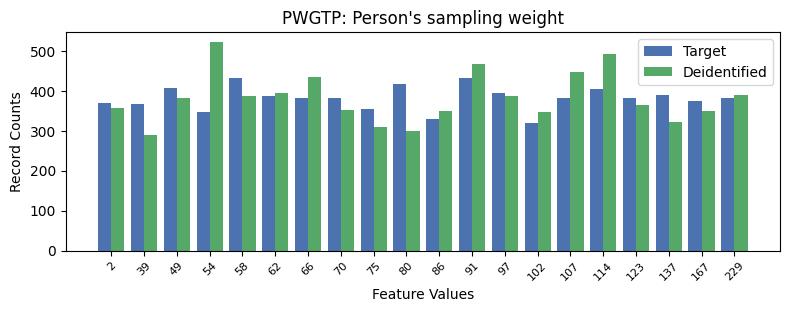 PWGTP: Person's sampling weight
Record Counts
500
400
300
200
100
0
Target
Deidentified
2 39 49 54 58 62 66 70 75 80 86 91 97 102 107 114 123 137 167 229
Feature Values